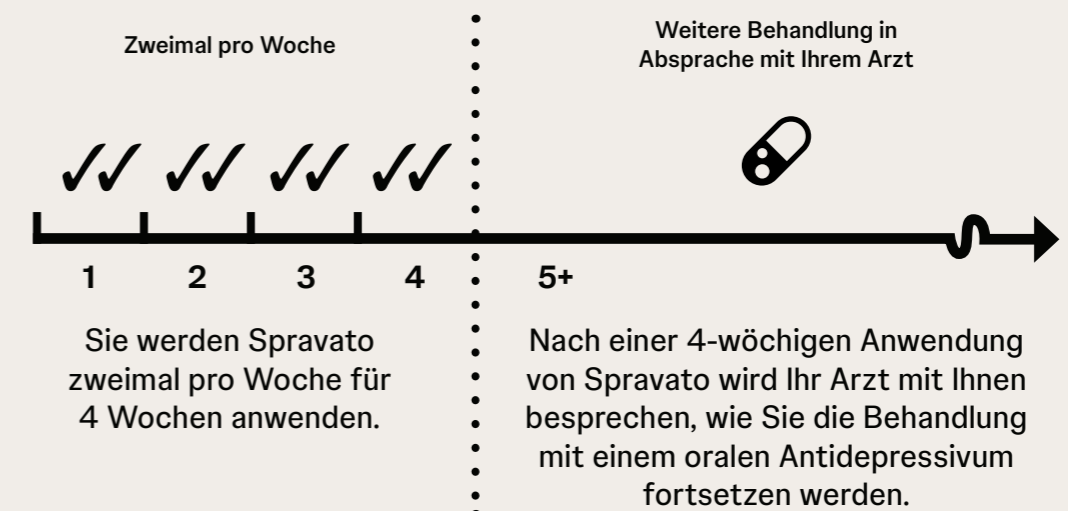 Zweimal pro Woche
Weitere Behandlung in
Absprache mit Ihrem Arzt
1 2 3 4 5+
Sie werden Spravato
zweimal pro Woche für
4 Wochen anwenden.
Nach einer 4-wöchigen Anwendung
von Spravato wird Ihr Arzt mit Ihnen
besprechen, wie Sie die Behandlung
mit einem oralen Antidepressivum
fortsetzen werden.